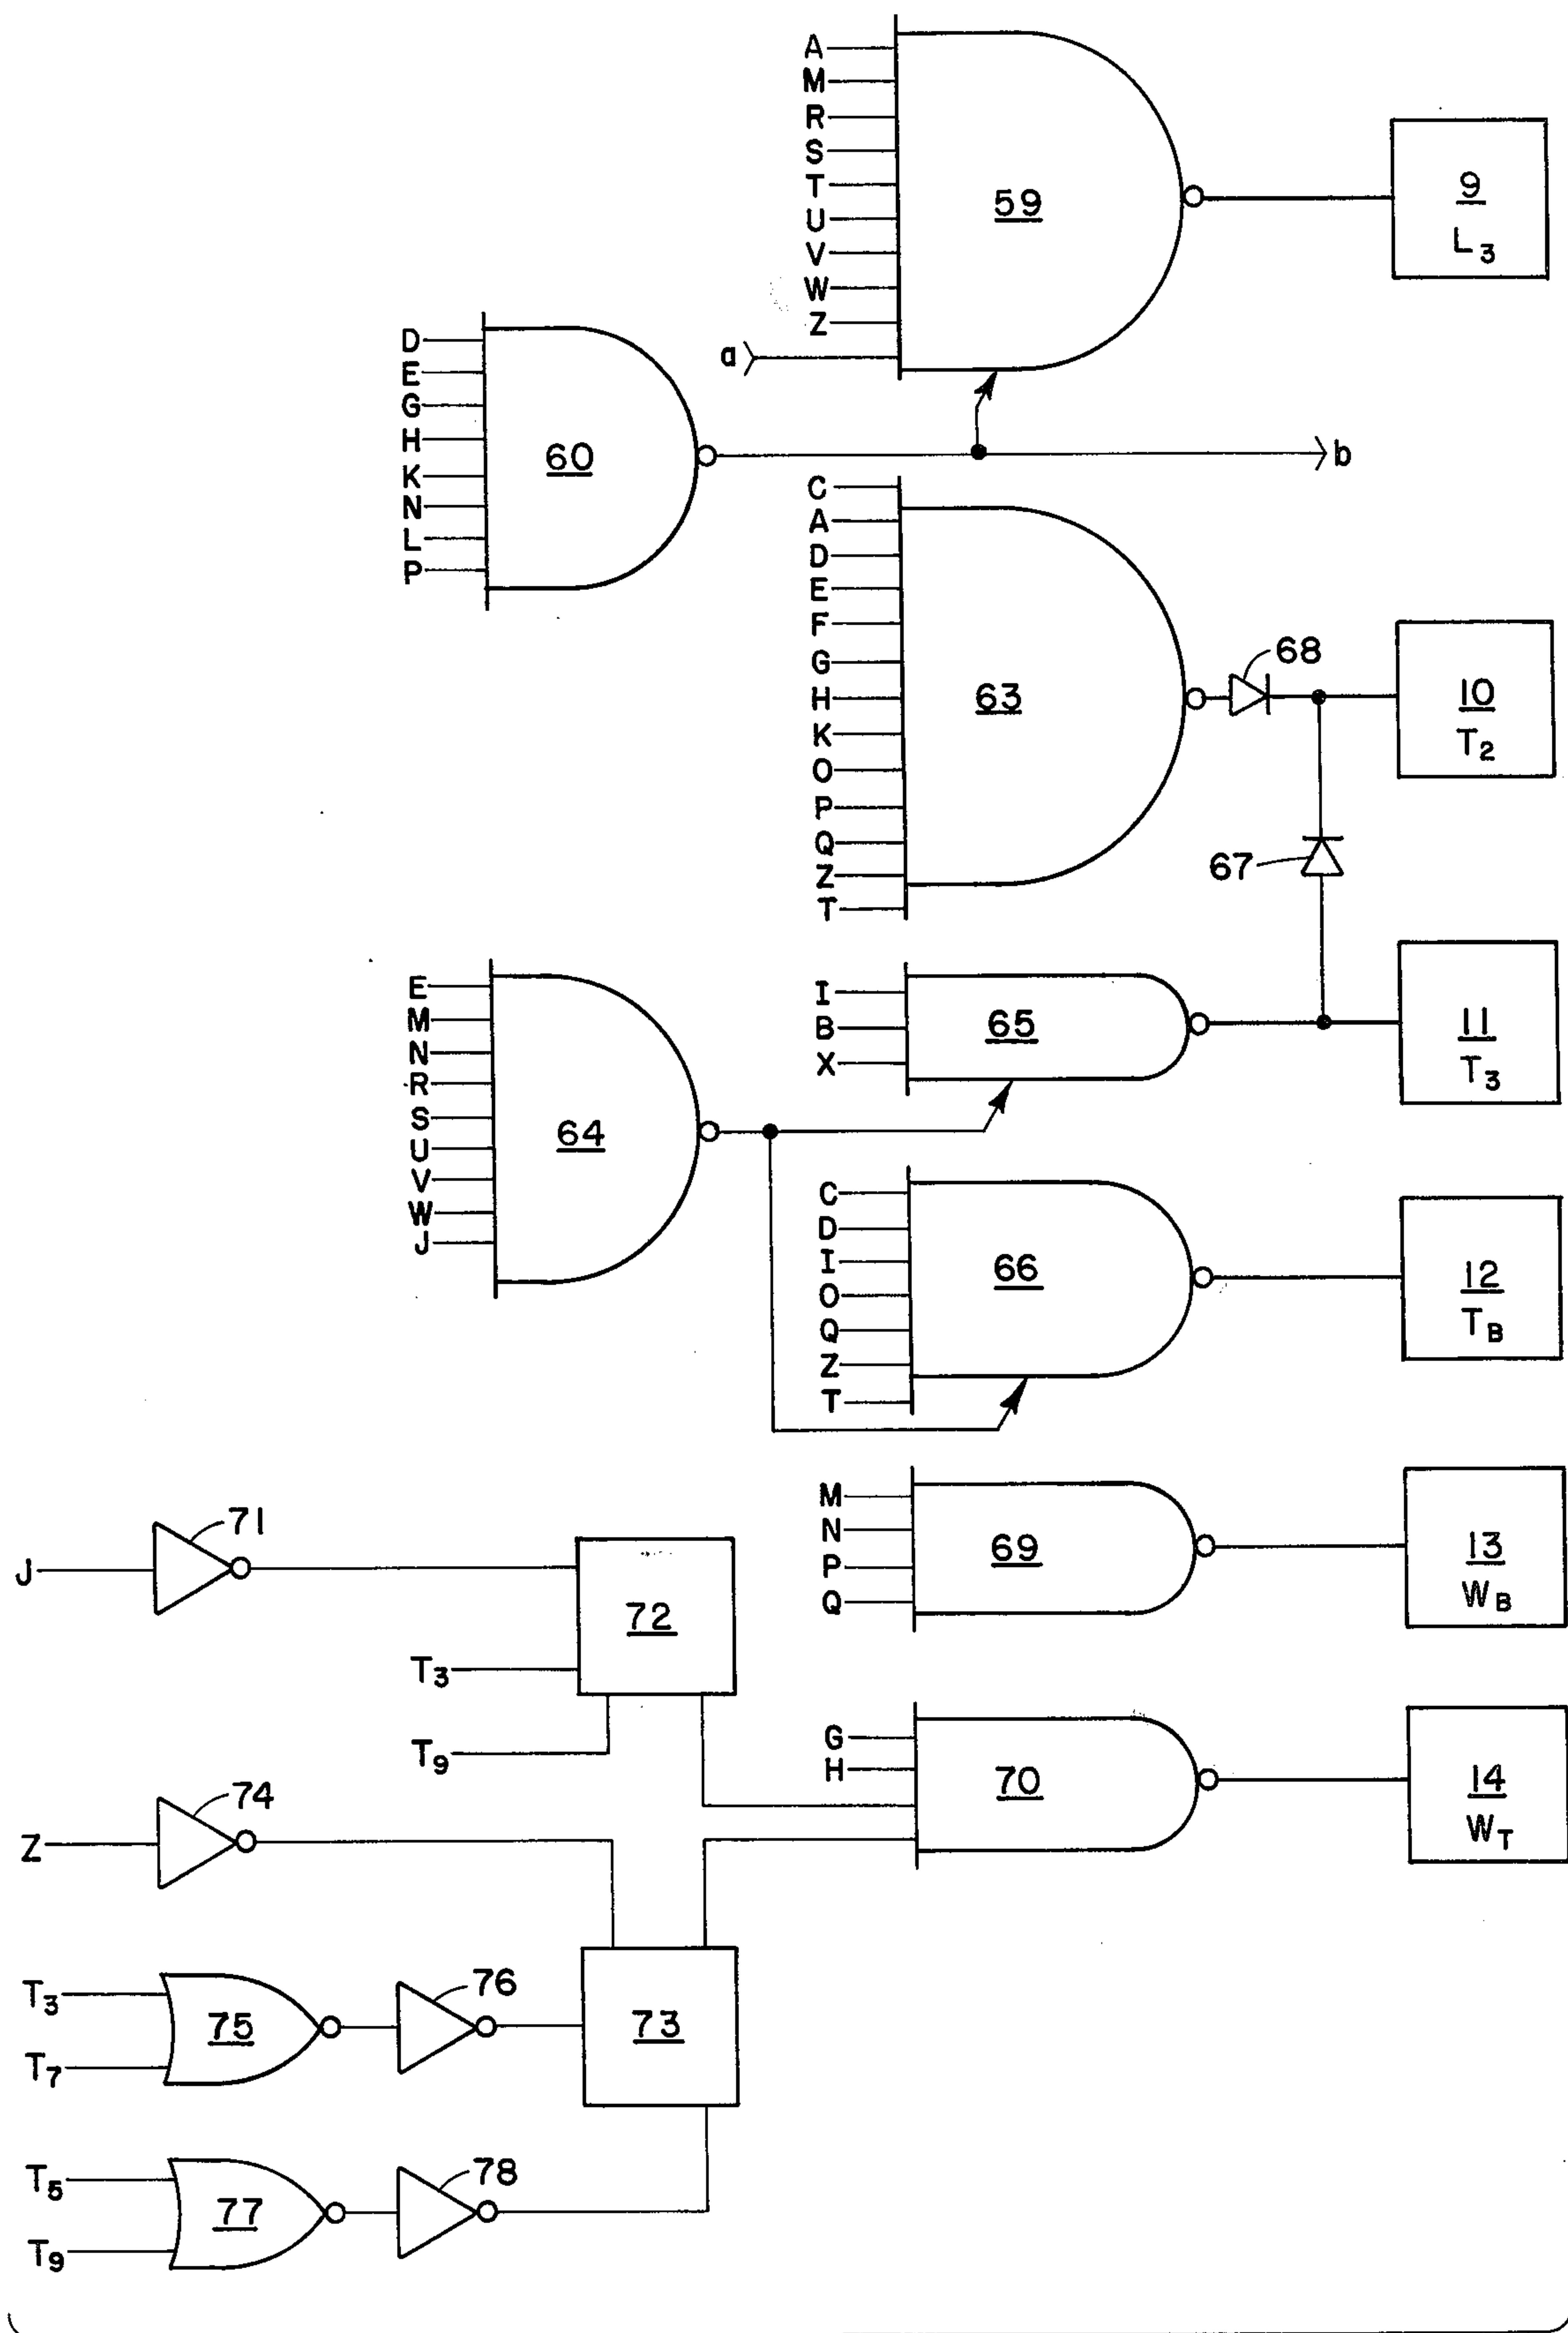 A
M
R
S
T
U
V
W
Z
a
59
9
L3
D
E
G
H
K
N
L
P
60
b
C
A
D
E
F
G
H
K
O
P
Q
Z
T
63
68
10
T2
67
E
M
N
R
S
U
V
W
J
64
I
B
X
65
11
T3
C
D
I
O
Q
Z
T
66
12
TB
M
N
P
Q
69
13
WB
J
71
72
T3
T9
G
H
70
14
WT
Z
74
73
T3
T7
75
76
T5
T9
77
78